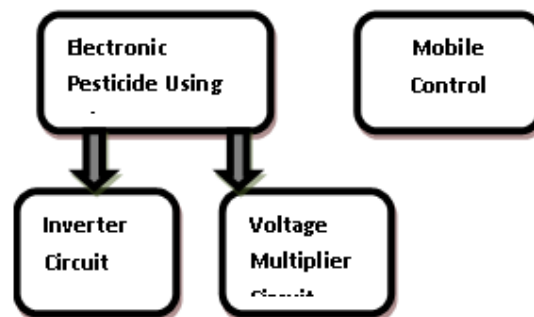 Electronic
Pesticide Using
Mobile
Control
Inverter
Circuit
Voltage
Multiplier